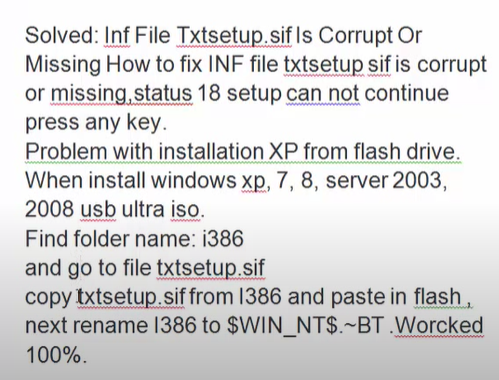 Solved: Inf File Txtsetup.sif Is Corrupt Or
Missing How to fix INF file txtsetup sif is corrupt
or missing,status 18 setup can not continue
press any key.
Problem with installation XP from flash drive.
When install windows xp, 7, 8, server 2003,
2008 usb ultra iso.
Find folder name: i386
and go to file txtsetup.sif
copy txtsetup.sif from I386 and paste in flash ,
next rename I386 to $WIN_NT$.~BT .Worcked
100%.